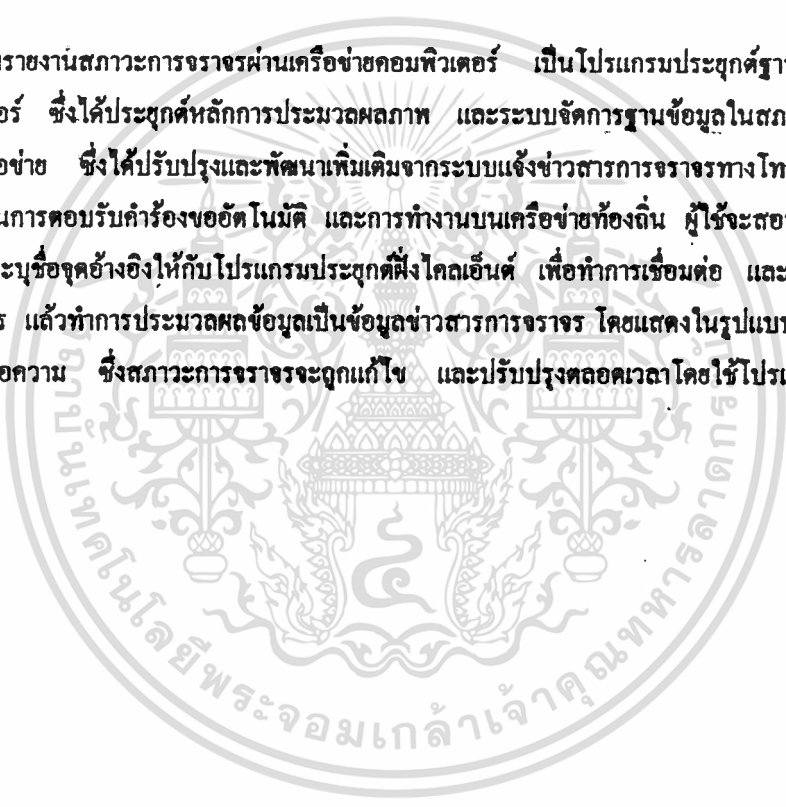 นรายงานสภาวะการจราจรผ่านเครือข่ายคอมพิวเตอร์ เป็นโปรแกรมประยุกต์ฐาน
อร์ ซึ่งได้ประยุกต์หลักการประมวลผลภาพ และระบบจัดการฐานข้อมูลในสภ
อข่าย ซึ่งได้ปรับปรุงและพัฒนาเพิ่มเติมจากระบบแจ้งข่าวสารการจราจรทางโท
นการตอบรับคำร้องขออัตโนมัติ และการทำงานบนเครือข่ายท้องถิ่น ผู้ใช้จะสอ
ะบุชื่อจุดอ้างอิงให้กับโปรแกรมประยุกต์ฝั่งไคลเอ็นต์ เพื่อทำการเชื่อมต่อ และ
ร แล้วทำการประมวลผลข้อมูลเป็นข้อมูลข่าวสารการจราจร โดยแสดงในรูปแบบ
อความ ซึ่งสภาวะการจราจรจะถูกแก้ไข และปรับปรุงตลอดเวลาโดยใช้โปรแ
สถาบันเทคโนโลยีพระจอมเกล้าเจ้าคุณทหารลาดกระบัง